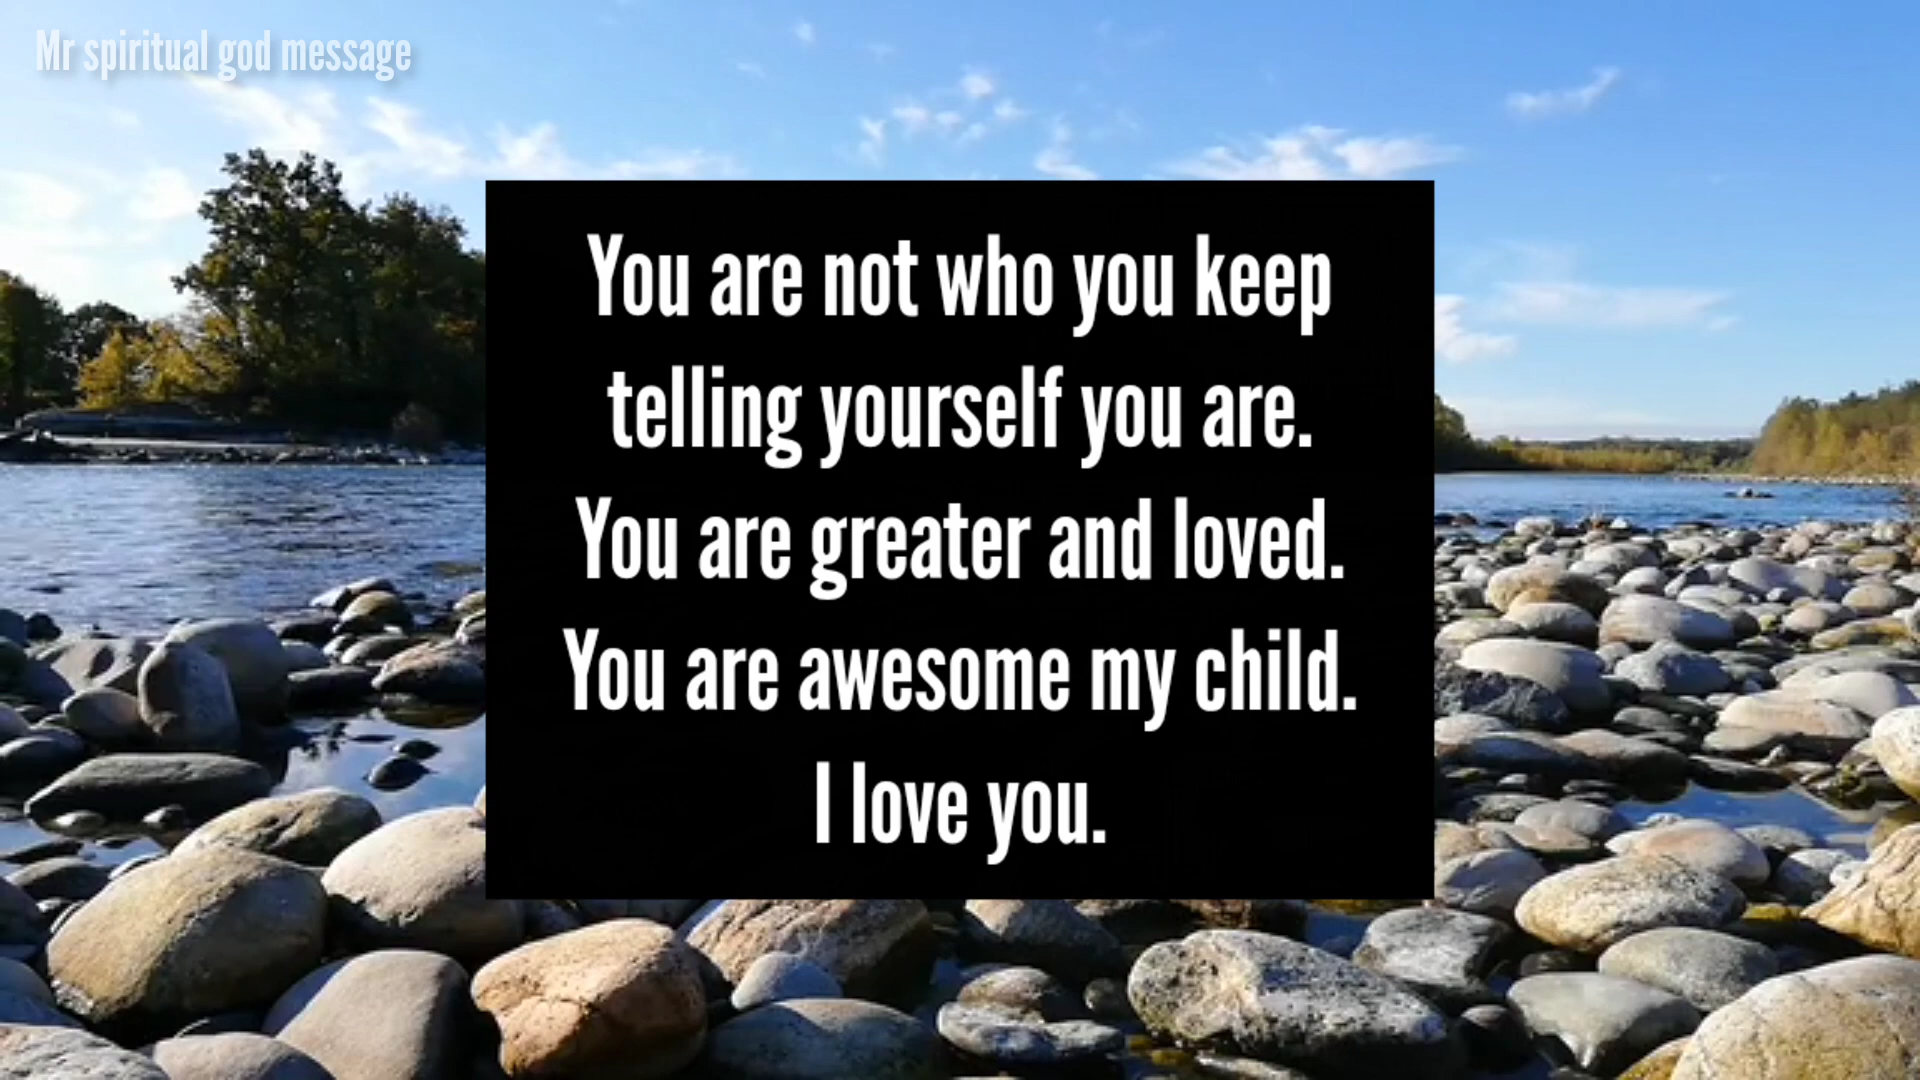 Mr spiritual god message
You are not who you keep
telling yourself you are.
You are greater and loved.
You are awesome my child.
I love you.